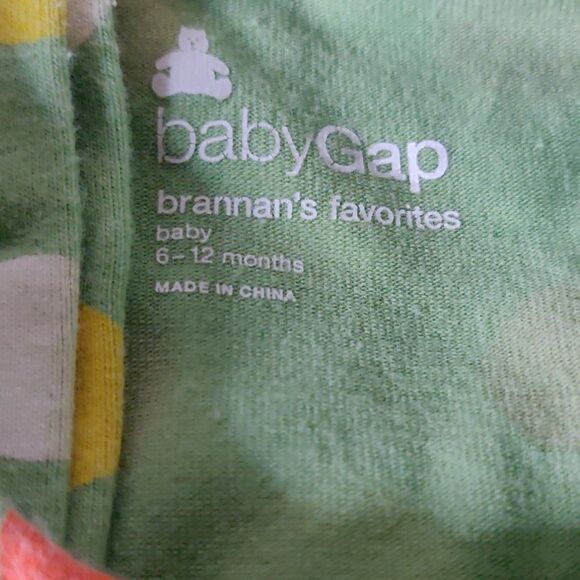 babyGap
brannan's favorites
baby
6-12 months
MADE IN CHINA